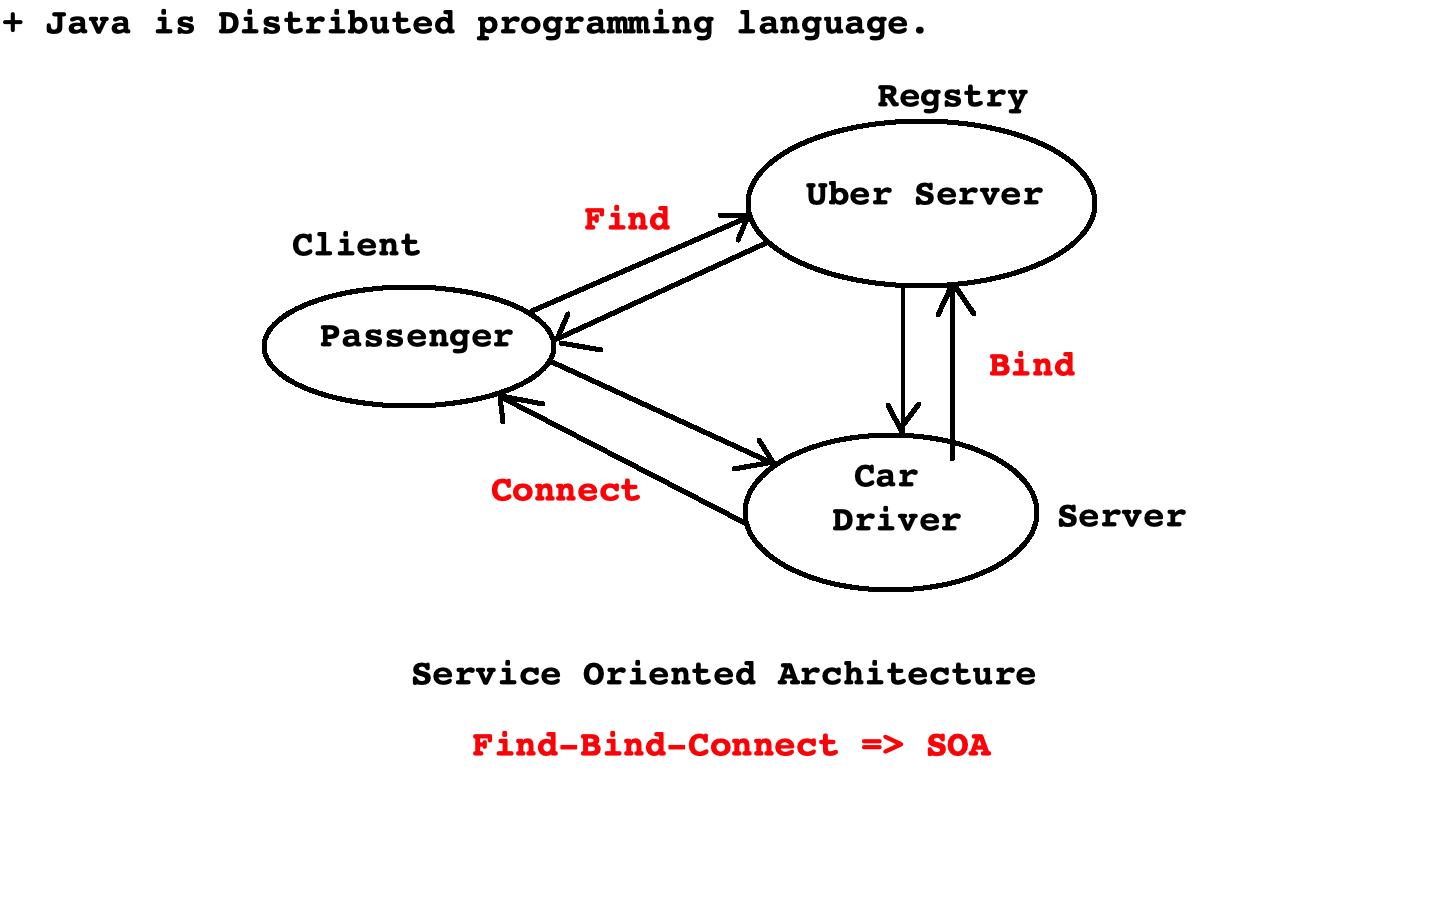 + Java is Distributed programming language.
Regstry
Uber Server
Find
Client
Passenger
Bind
Connect
Car
Driver
Server
Service Oriented Architecture
Find-Bind-Connect => SOA